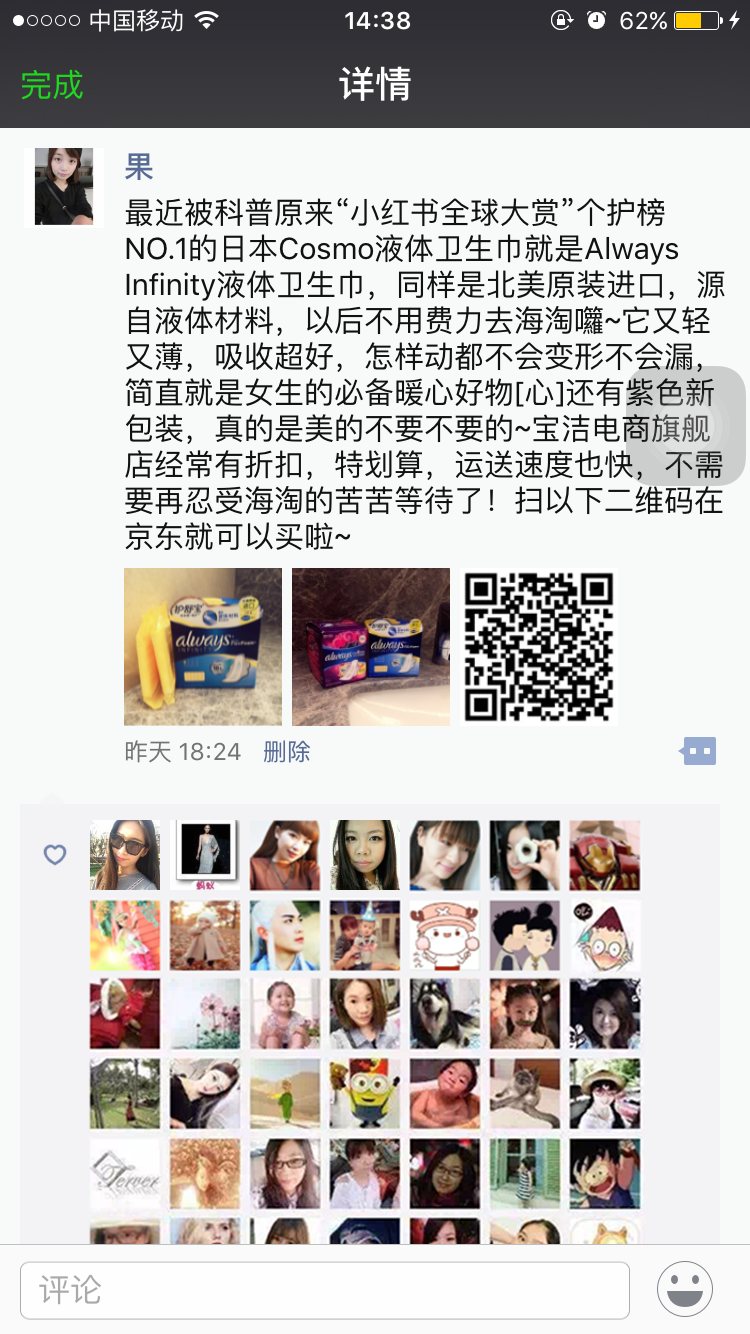 中国移动 14:38 62%
完成 详情
果
最近被科普原来“小红书全球大赏”个护榜
NO.1的日本Cosmo液体卫生巾就是Always
Infinity液体卫生巾，同样是北美原装进口，源
自液体材料，以后不用费力去海淘囖~它又轻
又薄，吸收超好，怎样动都不会变形不会漏，
简直就是女生的必备暖心好物[心]还有紫色新
包装，真的是美的不要不要的~宝洁电商旗舰
店经常有折扣，特划算，运送速度也快，不需
要再忍受海淘的苦苦等待了！扫以下二维码在
京东就可以买啦~
护舒宝
always
always
always
昨天 18:24 删除
蚂蚁
Terver
评论